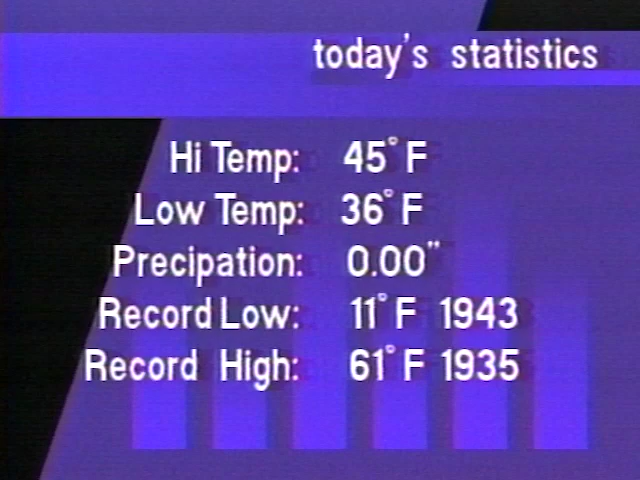 today's statistics
Hi Temp: 45° F
Low Temp: 36° F
Precipation: 0.00"
Record Low: 11° F 1943
Record High: 61° F 1935